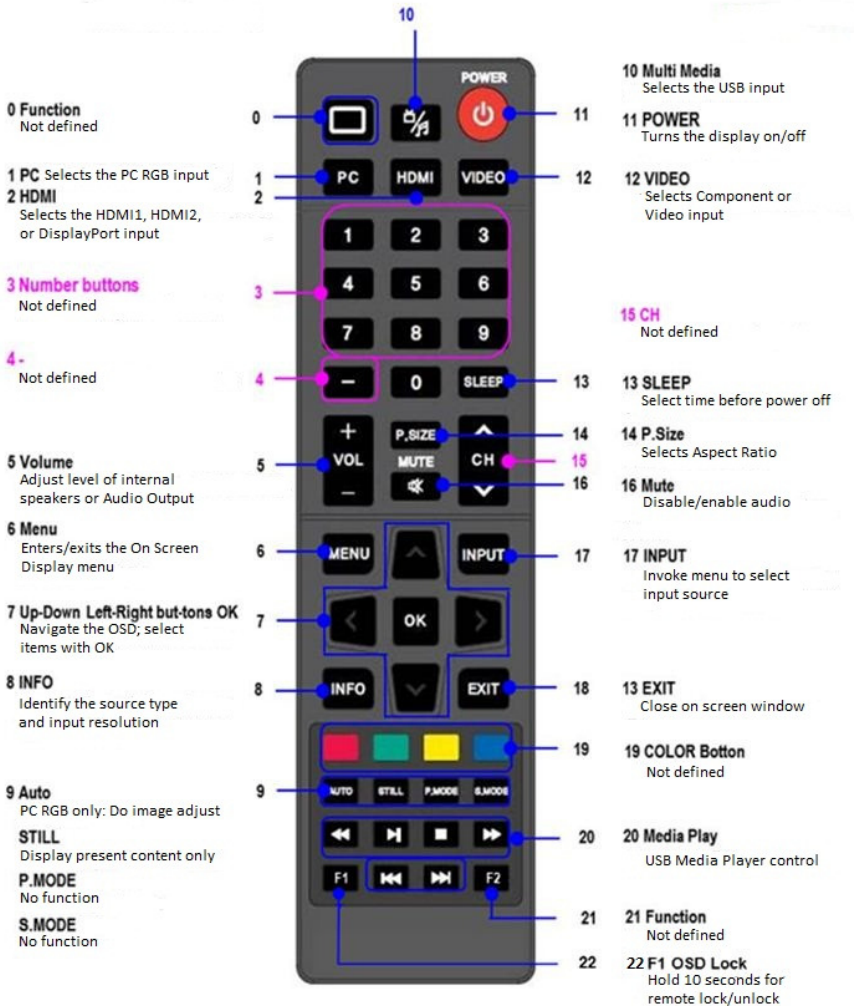 10
POWER
0 Function
Not defined
0
10 Multi Media
Selects the USB input
11
11 POWER
Turns the display on/off
1 PC Selects the PC RGB input
2 HDMI
Selects the HDMI1, HDMI2,
or DisplayPort input
1
2
PC
HDMI
VIDEO
12
12 VIDEO
Selects Component or
Video input
1
2
3
3 Number buttons
Not defined
3
4
5
6
15 CH
Not defined
7
8
9
4 -
Not defined
4
–
0
SLEEP
13
13 SLEEP
Select time before power off
+
P.SIZE
14
14 P.Size
Selects Aspect Ratio
5 Volume
Adjust level of internal
speakers or Audio Output
5
VOL
MUTE
CH
15
–
16
16 Mute
Disable/enable audio
6 Menu
Enters/exits the On Screen
Display menu
6
MENU
INPUT
17
17 INPUT
Invoke menu to select
input source
7 Up-Down Left-Right but-tons OK
Navigate the OSD; select
items with OK
7
OK
8 INFO
Identify the source type
and input resolution
8
INFO
EXIT
18
13 EXIT
Close on screen window
19
19 COLOR Botton
Not defined
9 Auto
PC RGB only: Do image adjust
9
AUTO
STILL
P.MODE
S.MODE
STILL
Display present content only
20
20 Media Play
USB Media Player control
P.MODE
No function
F1
F2
S.MODE
No function
21
21 Function
Not defined
22
22 F1 OSD Lock
Hold 10 seconds for
remote lock/unlock